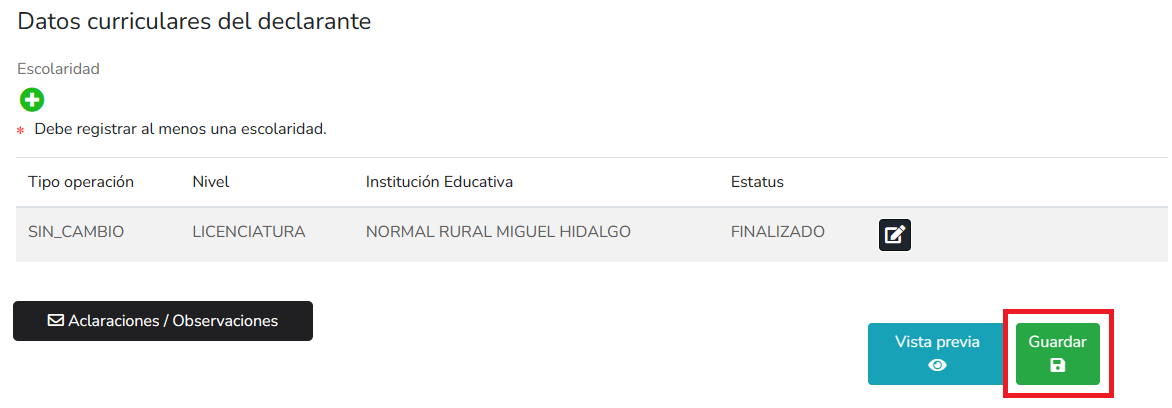 Datos curriculares del declarante
Escolaridad
* Debe registrar al menos una escolaridad.
Tipo operación Nivel Institución Educativa Estatus
SIN_CAMBIO LICENCIATURA NORMAL RURAL MIGUEL HIDALGO FINALIZADO
Aclaraciones / Observaciones
Vista previa Guardar